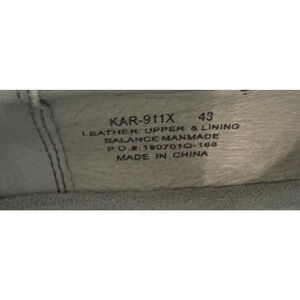 KAR-911X 43
LEATHER UPPER & LINING
BALANCE MANMADE
P.O.#:190701Q-168
MADE IN CHINA